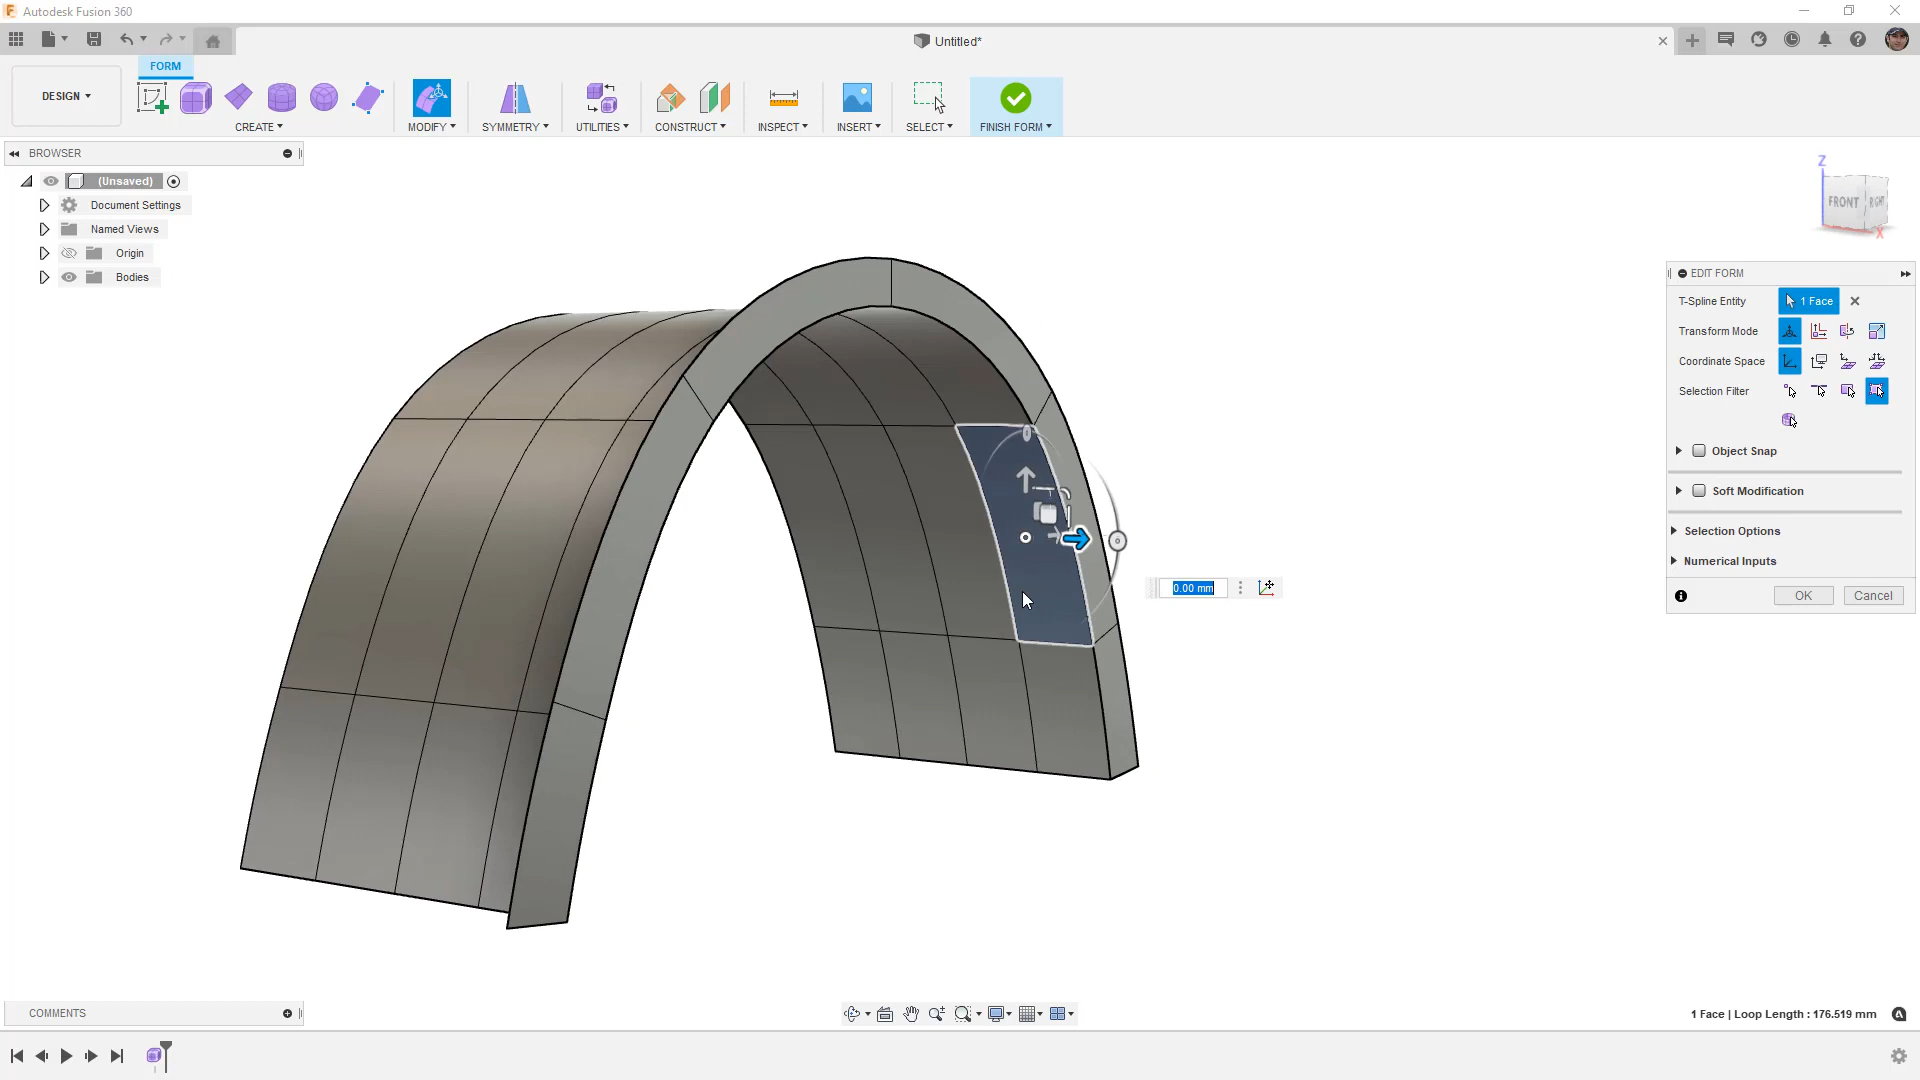 Autodesk Fusion 360
Untitled*
FORM
DESIGN
CREATE
MODIFY
SYMMETRY
UTILITIES
CONSTRUCT
INSPECT
INSERT
SELECT
FINISH FORM
BROWSER
(Unsaved)
Document Settings
Named Views
Origin
Bodies
Z
FRONT
RIGHT
X
EDIT FORM
T-Spline Entity
1 Face
Transform Mode
Coordinate Space
Selection Filter
Object Snap
Soft Modification
Selection Options
Numerical Inputs
OK
Cancel
0.00 mm
COMMENTS
1 Face | Loop Length : 176.519 mm